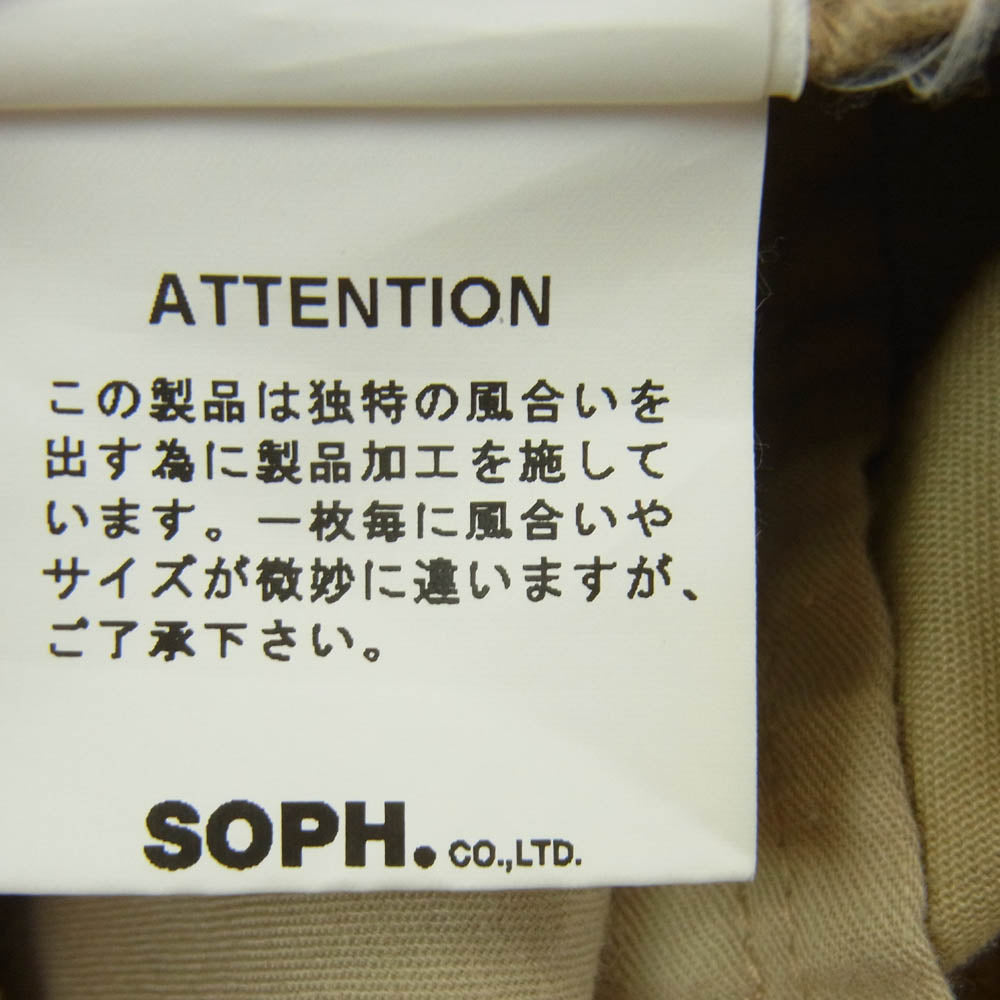 ATTENTION
この製品は独特の風合いを
出す為に製品加工を施して
います。一枚毎に風合いや
サイズが微妙に違いますが、
ご了承下さい。
SOPH. CO.,LTD.